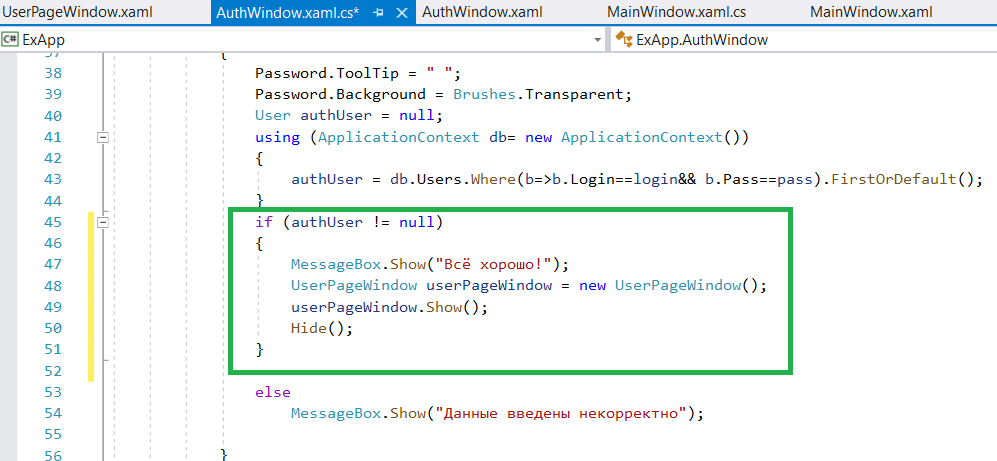 UserPageWindow.xaml AuthWindow.xaml.cs* AuthWindow.xaml MainWindow.xaml.cs MainWindow.xaml
C# ExApp ExApp.AuthWindow
37 {
38 Password.ToolTip = " ";
39 Password.Background = Brushes.Transparent;
40 User authUser = null;
41 using (ApplicationContext db= new ApplicationContext())
42 {
43 authUser = db.Users.Where(b=>b.Login==login&& b.Pass==pass).FirstOrDefault();
44 }
45 if (authUser != null)
46 {
47 MessageBox.Show("Всё хорошо!");
48 UserPageWindow userPageWindow = new UserPageWindow();
49 userPageWindow.Show();
50 Hide();
51 }
52
53 else
54 MessageBox.Show("Данные введены некорректно");
55
56 }